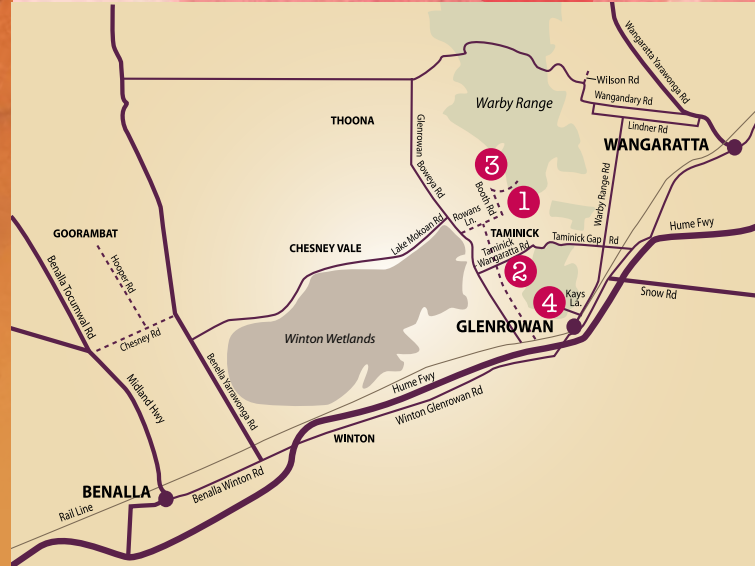 Wangaratta Yarawonga Rd
Wilson Rd
Wangandary Rd
Lindner Rd
Warby Range
THOONA
WANGARATTA
Glenrowan
Boweya Rd
Warby Range Rd
3
Booth Rd
1
Rowans
Ln.
Hume Fwy
GOORAMBAT
Lake Mokoan Rd
TAMINICK
Taminick Gap Rd
CHESNEY VALE
Taminick
Wangaratta Rd
2
Hooper Rd
Benalla Tocumwal Rd
4
Kays
La.
Snow Rd
GLENROWAN
Chesney Rd
Winton Wetlands
Benella Yarrawonga Rd
Midland Hwy
Hume Fwy
Winton Glenrowan Rd
WINTON
BENALLA
Benalla Winton Rd
Rail Line